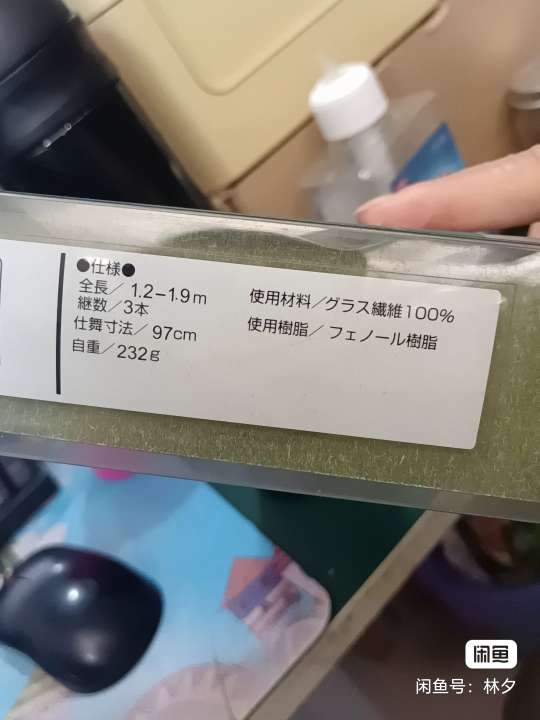 ●仕様●
全長／1.2−1.9m
継数／3本
仕舞寸法／97cm
自重／232g
使用材料／グラス繊維100%
使用樹脂／フェノール樹脂
闲鱼
闲鱼号：林夕